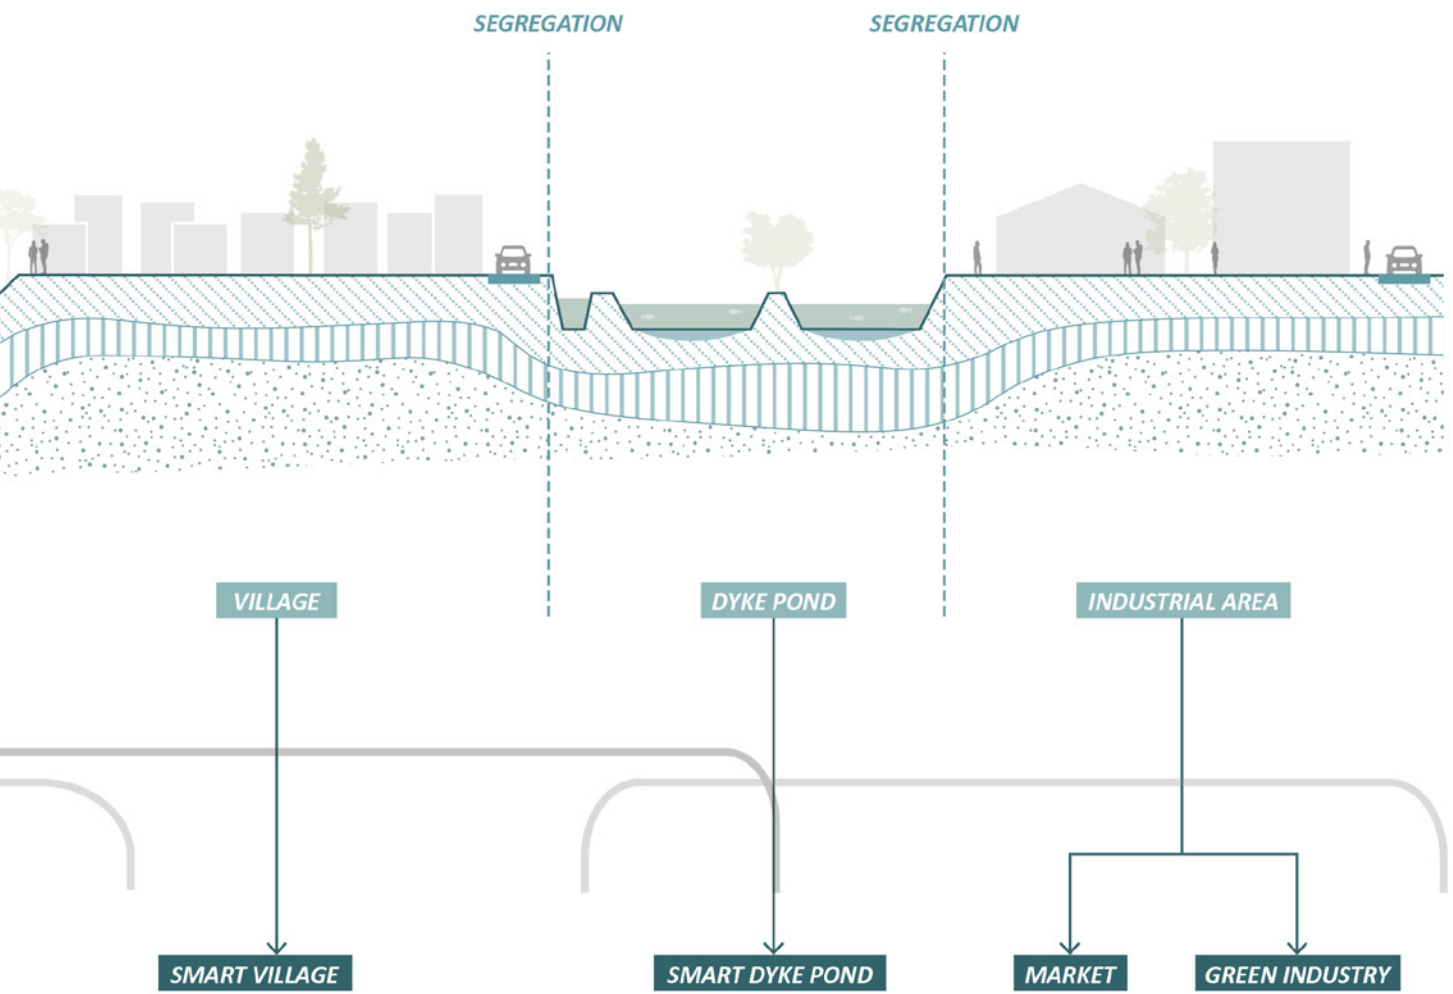 SEGREGATION
SEGREGATION
VILLAGE
DYKE POND
INDUSTRIAL AREA
SMART VILLAGE
SMART DYKE POND
MARKET
GREEN INDUSTRY